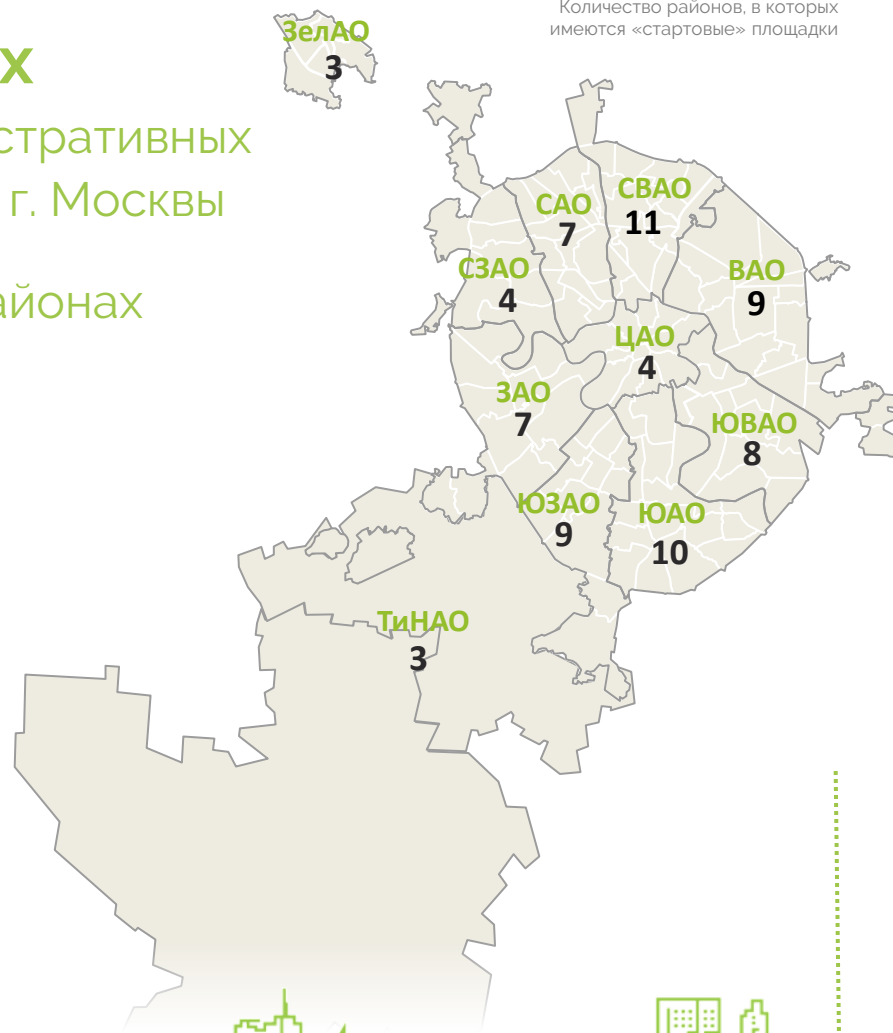 Количество районов, в которых
имеются «стартовые» площадки
х
стративных
г. Москвы
айонах
ЗелАО
3
СВАО
11
САО
7
СЗАО
4
ВАО
9
ЦАО
4
ЗАО
7
ЮВАО
8
ЮЗАО
9
ЮАО
10
ТиНАО
3